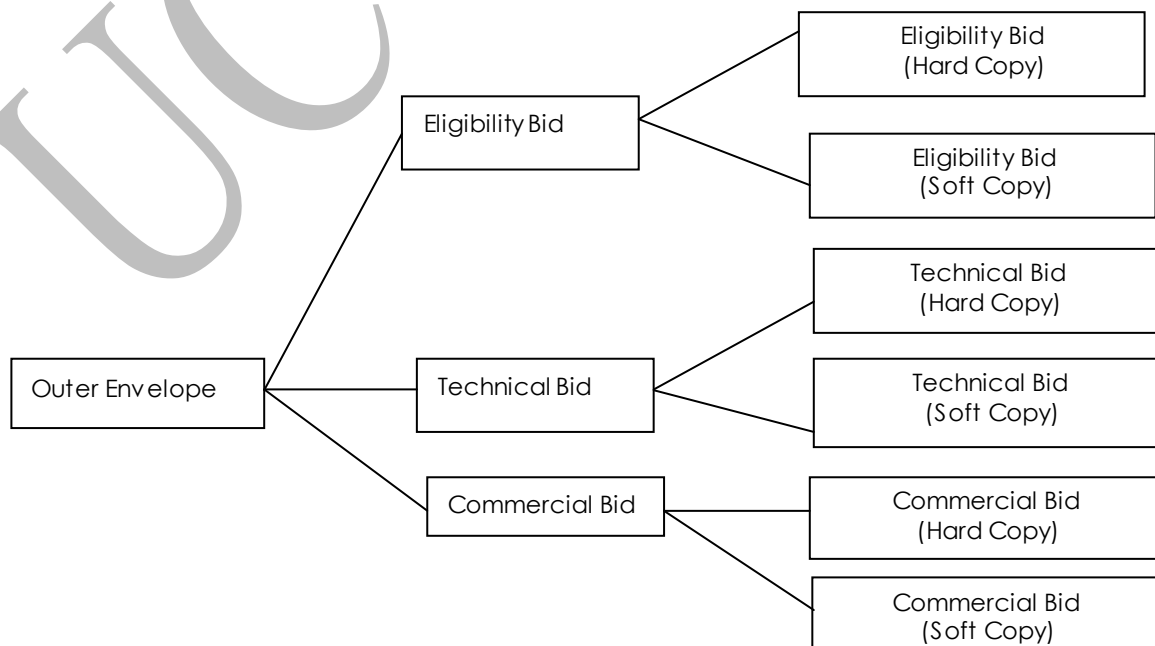 UC
Eligibility Bid
(Hard Copy)
Eligibility Bid
Eligibility Bid
(Soft Copy)
Technical Bid
(Hard Copy)
Outer Envelope
Technical Bid
Technical Bid
(Soft Copy)
Commercial Bid
Commercial Bid
(Hard Copy)
Commercial Bid
(Soft Copy)